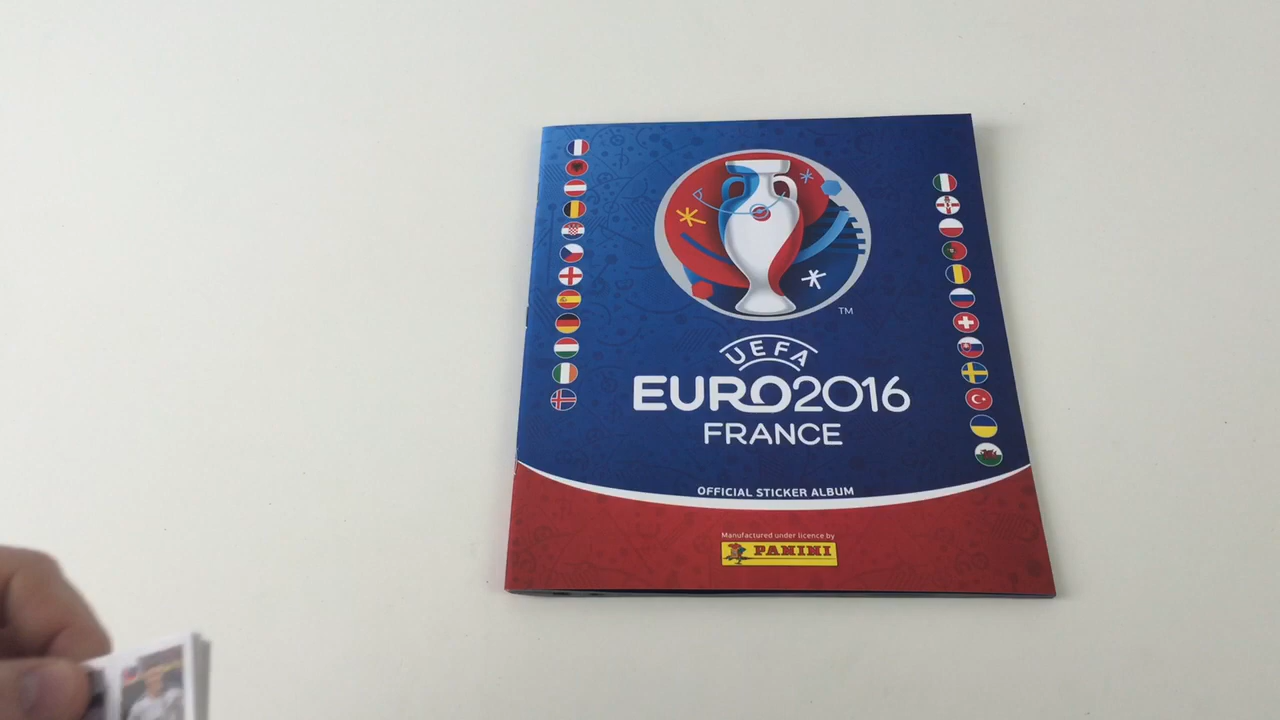 TM
UEFA
EURO2016
FRANCE
OFFICIAL STICKER ALBUM
Manufactured under licence by
PANINI